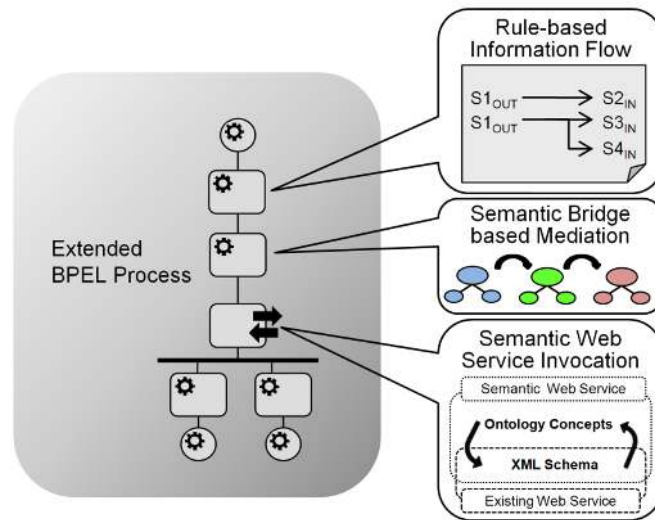 Rule-based
Information Flow
S1OUT S2IN
S1OUT S3IN
S4IN
Extended
BPEL Process
Semantic Bridge
based Mediation
Semantic Web
Service Invocation
Semantic Web Service
Ontology Concepts
XML Schema
Existing Web Service